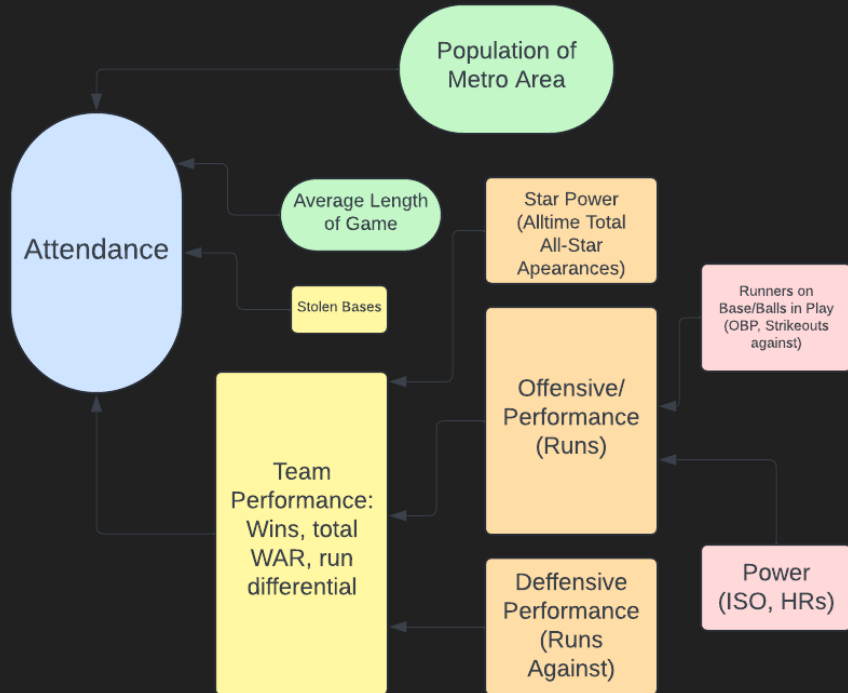 Population of
Metro Area
Attendance
Average Length
of Game
Star Power
(Alltime Total
All-Star
Apearances)
Stolen Bases
Runners on
Base/Balls in Play
(OBP, Strikeouts
against)
Offensive/
Performance
(Runs)
Team
Performance:
Wins, total
WAR, run
differential
Deffensive
Performance
(Runs
Against)
Power
(ISO, HRs)